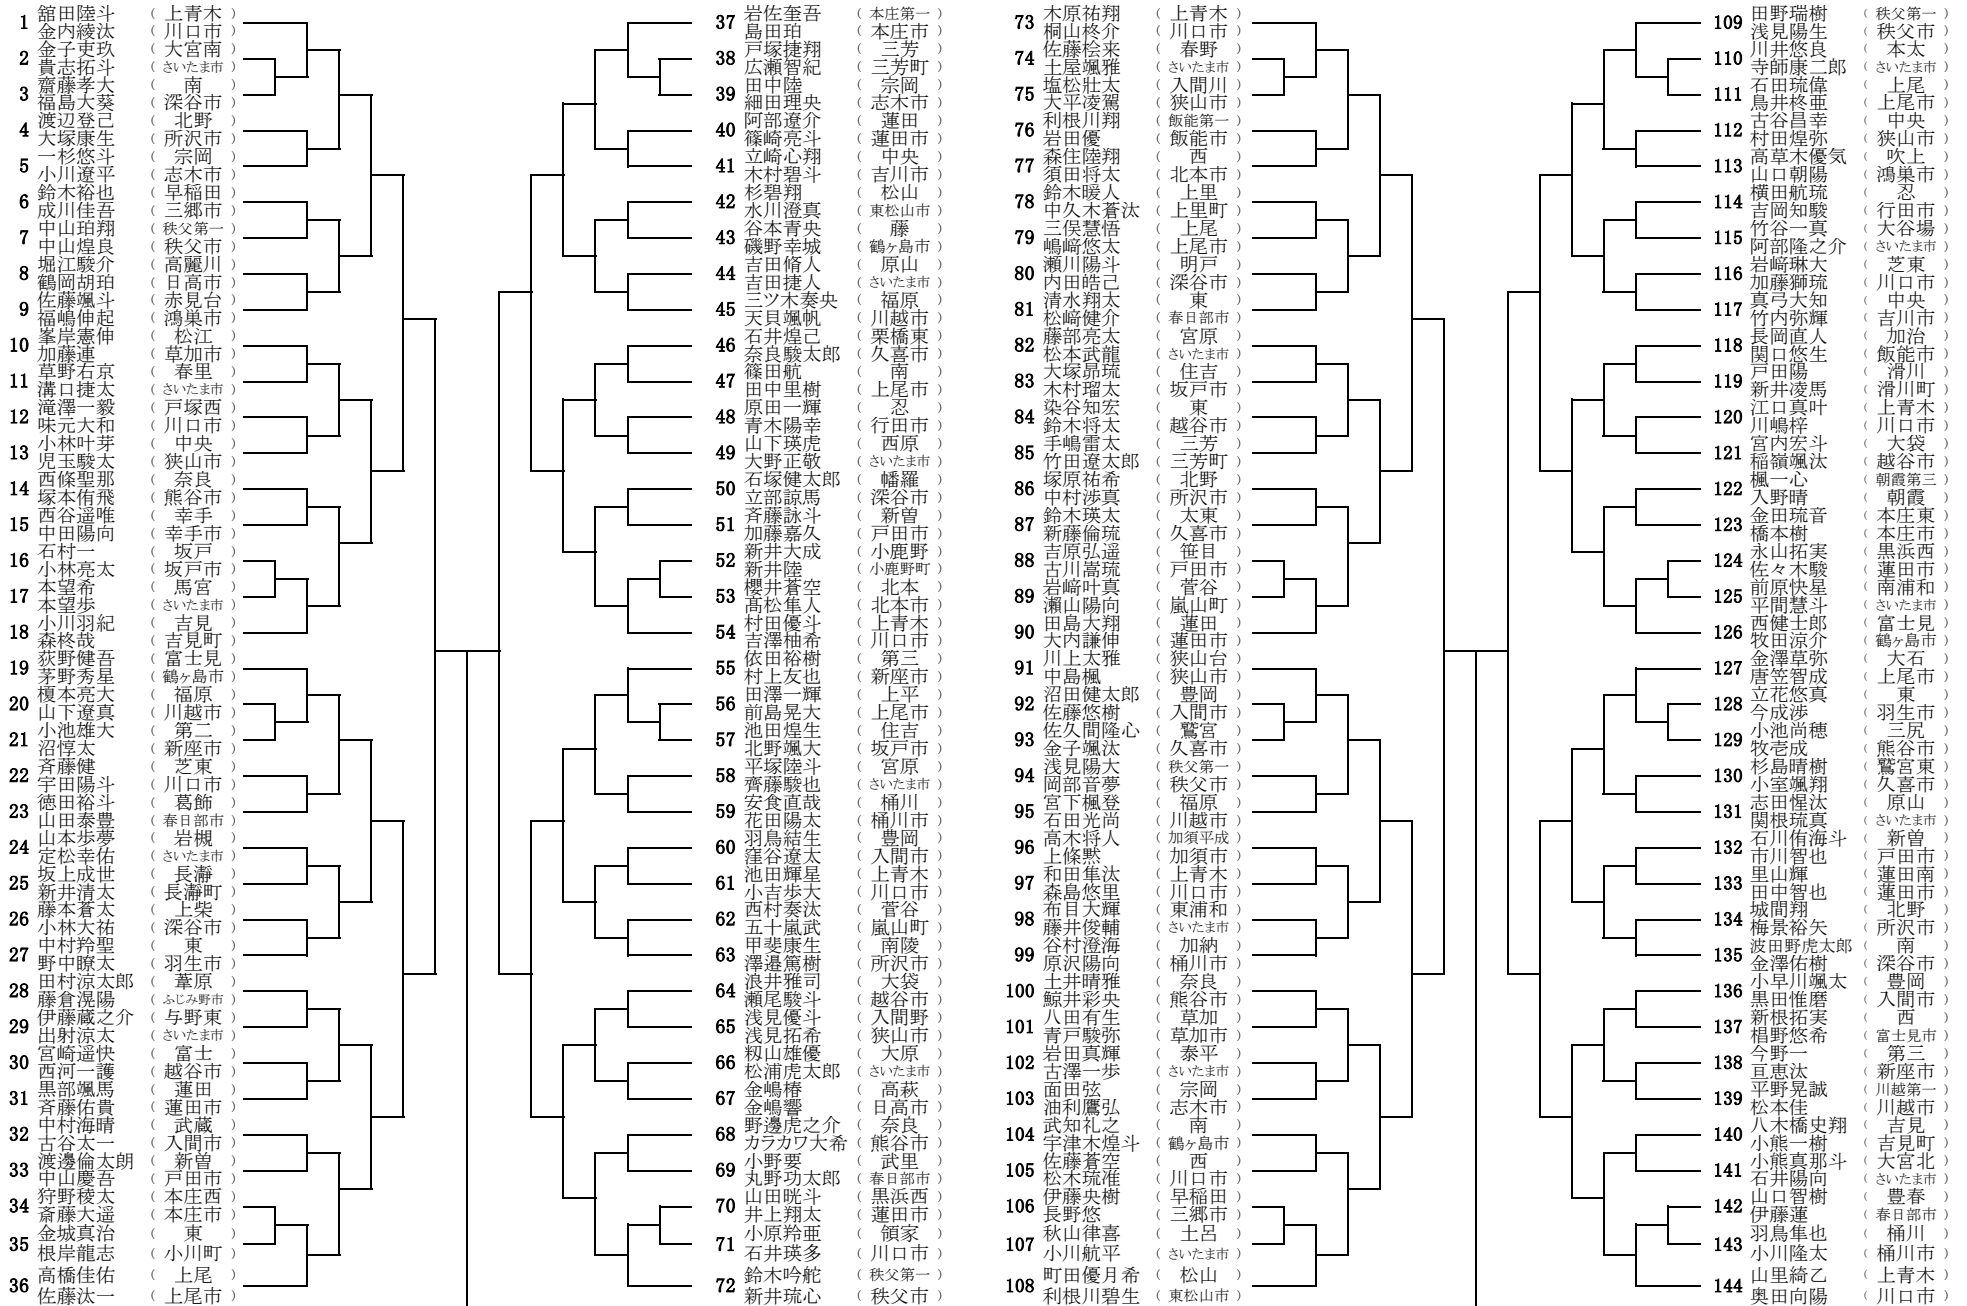 1 舘田陸斗 （ 上青木 ）
金内綾汰 （ 川口市 ）
2 金子吏玖 （ 大宮南 ）
貴志拓斗 （ さいたま市 ）
3 齋藤孝大 （ 南 ）
福島大葵 （ 深谷市 ）
4 渡辺登己 （ 北野 ）
大塚康生 （ 所沢市 ）
5 一杉悠斗 （ 宗岡 ）
小川遼平 （ 志木市 ）
6 鈴木裕也 （ 早稲田 ）
成川佳吾 （ 三郷市 ）
7 中山珀翔 （ 秩父第一 ）
中山煌良 （ 秩父市 ）
8 堀江駿介 （ 高麗川 ）
鶴岡胡珀 （ 日高市 ）
9 佐藤颯斗 （ 赤見台 ）
福嶋伸起 （ 鴻巣市 ）
10 峯岸憲伸 （ 松江 ）
加藤連 （ 草加市 ）
11 草野右京 （ 春里 ）
溝口捷太 （ さいたま市 ）
12 滝澤一毅 （ 戸塚西 ）
味元大和 （ 川口市 ）
13 小林叶芽 （ 中央 ）
児玉駿太 （ 狭山市 ）
14 西條聖那 （ 奈良 ）
塚本侑飛 （ 熊谷市 ）
15 西谷遥唯 （ 幸手 ）
中田陽向 （ 幸手市 ）
16 石村一 （ 坂戸 ）
小林亮太 （ 坂戸市 ）
17 本望希 （ 馬宮 ）
本望歩 （ さいたま市 ）
18 小川羽紀 （ 吉見 ）
森柊哉 （ 吉見町 ）
19 荻野健吾 （ 富士見 ）
茅野秀星 （ 鶴ヶ島市 ）
20 榎本亮大 （ 福原 ）
山下遼真 （ 川越市 ）
21 小池雄大 （ 第二 ）
沼惇太 （ 新座市 ）
22 斉藤健 （ 芝東 ）
宇田陽斗 （ 川口市 ）
23 徳田裕斗 （ 葛飾 ）
山田泰豊 （ 春日部市 ）
24 山本歩夢 （ 岩槻 ）
定松幸佑 （ さいたま市 ）
25 坂上成世 （ 長瀞 ）
新井清太 （ 長瀞町 ）
26 藤本蒼太 （ 上柴 ）
小林大祐 （ 深谷市 ）
27 中村羚聖 （ 東 ）
野中瞭太 （ 羽生市 ）
28 田村涼太郎 （ 葦原 ）
藤倉滉陽 （ ふじみ野市 ）
29 伊藤蔵之介 （ 与野東 ）
出射涼太 （ さいたま市 ）
30 宮崎遥快 （ 富士 ）
西河一護 （ 越谷市 ）
31 黒部颯馬 （ 蓮田 ）
斉藤佑貴 （ 蓮田市 ）
32 中村海晴 （ 武蔵 ）
古谷太一 （ 入間市 ）
33 渡邊倫太朗 （ 新曽 ）
中山慶吾 （ 戸田市 ）
34 狩野稜太 （ 本庄西 ）
斎藤大遥 （ 本庄市 ）
35 金城真治 （ 東 ）
根岸龍志 （ 小川町 ）
36 高橋佳佑 （ 上尾 ）
佐藤汰一 （ 上尾市 ）
37 岩佐奎吾 （ 本庄第一 ）
島田珀 （ 本庄市 ）
38 戸塚捷翔 （ 三芳 ）
広瀬智紀 （ 三芳町 ）
39 田中陸 （ 宗岡 ）
細田理央 （ 志木市 ）
40 阿部遼介 （ 蓮田 ）
篠崎亮斗 （ 蓮田市 ）
41 立崎心翔 （ 中央 ）
木村碧斗 （ 吉川市 ）
42 杉碧翔 （ 松山 ）
水川澄真 （ 東松山市 ）
43 谷本青央 （ 藤 ）
磯野幸城 （ 鶴ヶ島市 ）
44 吉田脩人 （ 原山 ）
吉田捷人 （ さいたま市 ）
45 三ツ木奏央 （ 福原 ）
天貝颯帆 （ 川越市 ）
46 石井煌己 （ 栗橋東 ）
奈良駿太郎 （ 久喜市 ）
47 篠田航 （ 南 ）
田中里樹 （ 上尾市 ）
48 原田一輝 （ 忍 ）
青木陽幸 （ 行田市 ）
49 山下瑛虎 （ 西原 ）
大野正敬 （ さいたま市 ）
50 石塚健太郎 （ 幡羅 ）
立部諒馬 （ 深谷市 ）
51 斉藤詠斗 （ 新曽 ）
加藤嘉久 （ 戸田市 ）
52 新井大成 （ 小鹿野 ）
新井陸 （ 小鹿野町 ）
53 櫻井蒼空 （ 北本 ）
髙松隼人 （ 北本市 ）
54 村田優斗 （ 上青木 ）
吉澤柚希 （ 川口市 ）
55 依田裕樹 （ 第三 ）
村上友也 （ 新座市 ）
56 田澤一輝 （ 上平 ）
前島晃大 （ 上尾市 ）
57 池田煌生 （ 住吉 ）
北野颯大 （ 坂戸市 ）
58 平塚陸斗 （ 宮原 ）
齊藤駿也 （ さいたま市 ）
59 安食直哉 （ 桶川 ）
花田陽太 （ 桶川市 ）
60 羽鳥結生 （ 豊岡 ）
窪谷遼太 （ 入間市 ）
61 池田輝星 （ 上青木 ）
小吉歩大 （ 川口市 ）
62 西村奏汰 （ 菅谷 ）
五十嵐武 （ 嵐山町 ）
63 甲斐康生 （ 南陵 ）
澤邉篤樹 （ 所沢市 ）
64 浪井雅司 （ 大袋 ）
瀬尾駿斗 （ 越谷市 ）
65 浅見優斗 （ 入間野 ）
浅見拓希 （ 狭山市 ）
66 籾山雄優 （ 大原 ）
松浦虎太郎 （ さいたま市 ）
67 金嶋椿 （ 高萩 ）
金嶋響 （ 日高市 ）
68 野邊虎之介 （ 奈良 ）
カラカワ大希 （ 熊谷市 ）
69 小野要 （ 武里 ）
丸野功太郎 （ 春日部市 ）
70 山田晄斗 （ 黒浜西 ）
井上翔太 （ 蓮田市 ）
71 小原羚亜 （ 領家 ）
石井瑛多 （ 川口市 ）
72 鈴木吟舵 （ 秩父第一 ）
新井琉心 （ 秩父市 ）
73 木原祐翔 （ 上青木 ）
桐山柊介 （ 川口市 ）
74 佐藤桧来 （ 春野 ）
土屋颯雅 （ さいたま市 ）
75 塩松壯太 （ 入間川 ）
大平凌駕 （ 狭山市 ）
76 利根川翔 （ 飯能第一 ）
岩田優 （ 飯能市 ）
77 森住陸翔 （ 西 ）
須田将太 （ 北本市 ）
78 鈴木暖人 （ 上里 ）
中久木蒼汰 （ 上里町 ）
79 三俣慧悟 （ 上尾 ）
嶋﨑悠太 （ 上尾市 ）
80 瀬川陽斗 （ 明戸 ）
内田皓己 （ 深谷市 ）
81 清水翔太 （ 東 ）
松﨑健介 （ 春日部市 ）
82 藤部亮太 （ 宮原 ）
松本武龍 （ さいたま市 ）
83 大塚昴琉 （ 住吉 ）
木村瑠太 （ 坂戸市 ）
84 染谷知宏 （ 東 ）
鈴木将太 （ 越谷市 ）
85 手嶋雷太 （ 三芳 ）
竹田遼太郎 （ 三芳町 ）
86 塚原祐希 （ 北野 ）
中村渉真 （ 所沢市 ）
87 鈴木瑛太 （ 太東 ）
新藤倫琉 （ 久喜市 ）
88 吉原弘遥 （ 笹目 ）
古川嵩琉 （ 戸田市 ）
89 岩﨑叶真 （ 菅谷 ）
瀬山陽向 （ 嵐山町 ）
90 田島大翔 （ 蓮田 ）
大内謙伸 （ 蓮田市 ）
91 川上太雅 （ 狭山台 ）
中島楓 （ 狭山市 ）
92 沼田健太郎 （ 豊岡 ）
佐藤悠樹 （ 入間市 ）
93 佐久間隆心 （ 鷲宮 ）
金子颯汰 （ 久喜市 ）
94 浅見陽大 （ 秩父第一 ）
岡部音夢 （ 秩父市 ）
95 宮下楓登 （ 福原 ）
石田光尚 （ 川越市 ）
96 高木将人 （ 加須平成 ）
上條黙 （ 加須市 ）
97 和田隼汰 （ 上青木 ）
森島悠里 （ 川口市 ）
98 布目大輝 （ 東浦和 ）
藤井俊輔 （ さいたま市 ）
99 谷村澄海 （ 加納 ）
原沢陽向 （ 桶川市 ）
100 土井晴雅 （ 奈良 ）
鯨井彩央 （ 熊谷市 ）
101 八田有生 （ 草加 ）
青戸駿弥 （ 草加市 ）
102 岩田真輝 （ 泰平 ）
古澤一歩 （ さいたま市 ）
103 面田弦 （ 宗岡 ）
油利鷹弘 （ 志木市 ）
104 武知礼之 （ 南 ）
宇津木煌斗 （ 鶴ヶ島市 ）
105 佐藤蒼空 （ 西 ）
松木琉准 （ 川口市 ）
106 伊藤央樹 （ 早稲田 ）
長野悠 （ 三郷市 ）
107 秋山律喜 （ 土呂 ）
小川航平 （ さいたま市 ）
108 町田優月希 （ 松山 ）
利根川碧生 （ 東松山市 ）
109 田野瑞樹 （ 秩父第一 ）
浅見陽生 （ 秩父市 ）
110 川井悠良 （ 本太 ）
寺師康二郎 （ さいたま市 ）
111 石田琉偉 （ 上尾 ）
鳥井柊亜 （ 上尾市 ）
112 古谷昌幸 （ 中央 ）
村田煌弥 （ 狭山市 ）
113 高草木優気 （ 吹上 ）
山口朝陽 （ 鴻巣市 ）
114 横田航琉 （ 忍 ）
吉岡知駿 （ 行田市 ）
115 竹谷一真 （ 大谷場 ）
阿部隆之介 （ さいたま市 ）
116 岩﨑琳大 （ 芝東 ）
加藤獅琉 （ 川口市 ）
117 真弓大知 （ 中央 ）
竹内弥輝 （ 吉川市 ）
118 長岡直人 （ 加治 ）
関口悠生 （ 飯能市 ）
119 戸田陽 （ 滑川 ）
新井凌馬 （ 滑川町 ）
120 江口真叶 （ 上青木 ）
川嶋梓 （ 川口市 ）
121 宮内宏斗 （ 大袋 ）
稲嶺颯汰 （ 越谷市 ）
122 楓一心 （ 朝霞第三 ）
入野晴 （ 朝霞 ）
123 金田琉音 （ 本庄東 ）
橋本樹 （ 本庄市 ）
124 永山拓実 （ 黒浜西 ）
佐々木駿 （ 蓮田市 ）
125 前原快星 （ 南浦和 ）
平間慧斗 （ さいたま市 ）
126 西健士郎 （ 富士見 ）
牧田涼介 （ 鶴ヶ島市 ）
127 金澤草弥 （ 大石 ）
唐笠智成 （ 上尾市 ）
128 立花悠真 （ 東 ）
今成渉 （ 羽生市 ）
129 小池尚穂 （ 三尻 ）
牧壱成 （ 熊谷市 ）
130 杉島晴樹 （ 鷲宮東 ）
小室颯翔 （ 久喜市 ）
131 志田惺汰 （ 原山 ）
関根琉真 （ さいたま市 ）
132 石川侑海斗 （ 新曽 ）
市川智也 （ 戸田市 ）
133 里山輝 （ 蓮田南 ）
田中智也 （ 蓮田市 ）
134 城間翔 （ 北野 ）
梅景裕矢 （ 所沢市 ）
135 波田野虎太郎 （ 南 ）
金澤佑樹 （ 深谷市 ）
136 小早川颯太 （ 豊岡 ）
黒田惟磨 （ 入間市 ）
137 新根拓実 （ 西 ）
椙野悠希 （ 富士見市 ）
138 今野一 （ 第三 ）
亘恵汰 （ 新座市 ）
139 平野晃誠 （ 川越第一 ）
松本佳 （ 川越市 ）
140 八木橋史翔 （ 吉見 ）
小熊一樹 （ 吉見町 ）
141 小熊真那斗 （ 大宮北 ）
石井陽向 （ さいたま市 ）
142 山口智樹 （ 豊春 ）
伊藤蓮 （ 春日部市 ）
143 羽鳥隼也 （ 桶川 ）
小川隆太 （ 桶川市 ）
144 山里綺乙 （ 上青木 ）
奥田向陽 （ 川口市 ）